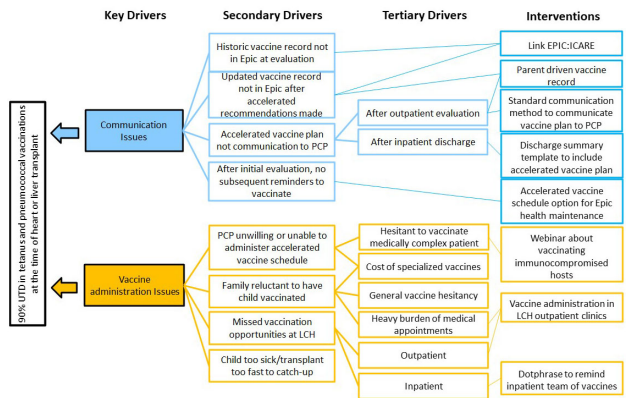 Key Drivers
Secondary Drivers
Tertiary Drivers
Interventions
90% UTD in tetanus and pneumococcal vaccinations
at the time of heart or liver transplant
Communication
Issues
Historic vaccine record not
in Epic at evaluation
Updated vaccine record
not in Epic after
accelerated
recommendations made
Accelerated vaccine plan
not communication to PCP
After initial evaluation, no
subsequent reminders to
vaccinate
After outpatient evaluation
After inpatient discharge
Link EPIC:ICARE
Parent driven vaccine
record
Standard communication
method to communicate
vaccine plan to PCP
Discharge summary
template to include
accelerated vaccine plan
Accelerated vaccine
schedule option for Epic
health maintenance
Vaccine
administration Issues
PCP unwilling or unable to
administer accelerated
vaccine schedule
Family reluctant to have
child vaccinated
Missed vaccination
opportunities at LCH
Child too sick/transplant
too fast to catch-up
Hesitant to vaccinate
medically complex patient
Cost of specialized vaccines
General vaccine hesitancy
Heavy burden of medical
appointments
Outpatient
Inpatient
Webinar about
vaccinating
immunocompromised
hosts
Vaccine administration in
LCH outpatient clinics
Dotphrase to remind
inpatient team of vaccines